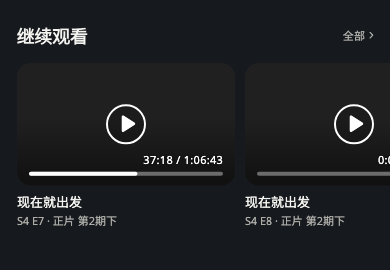 继续观看
全部
37:18 / 1:06:43
现在就出发
S4 E7 · 正片 第2期下
现在就出发
S4 E8 · 正片 第2期下